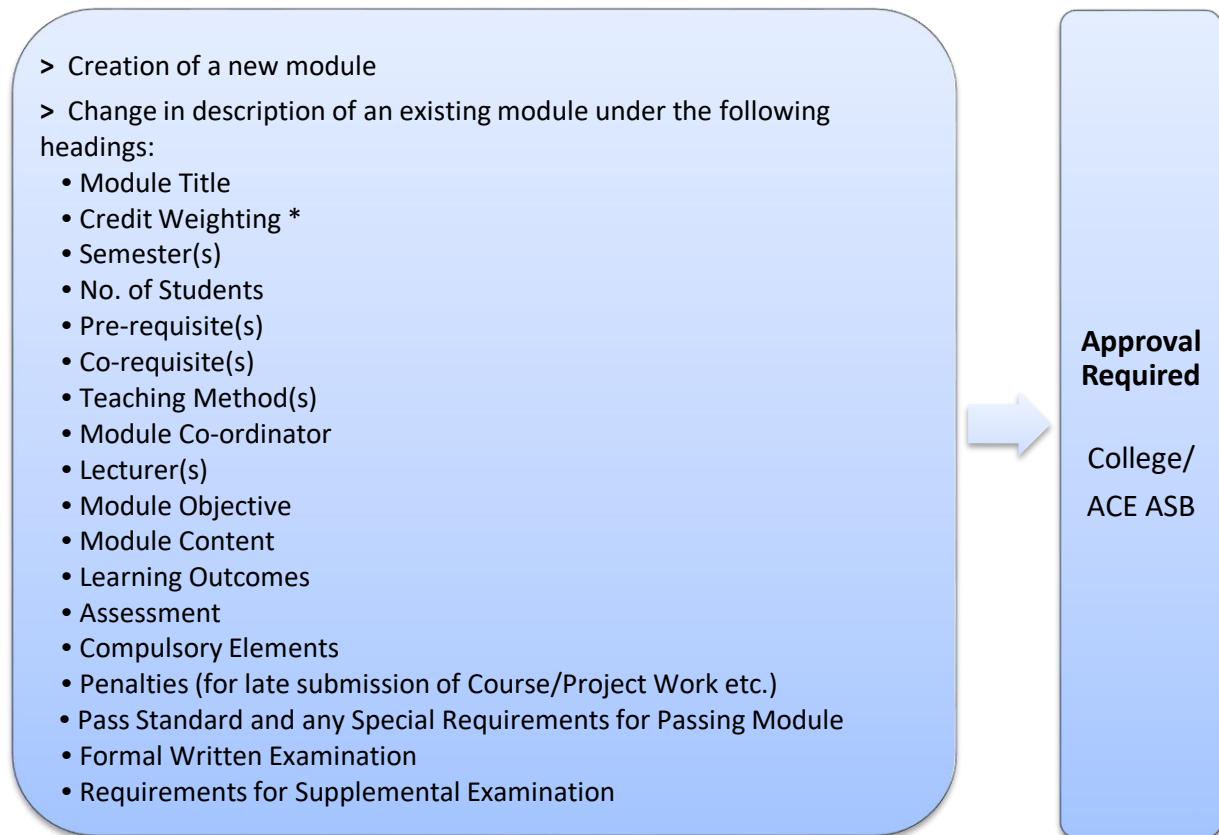 > Creation of a new module
> Change in description of an existing module under the following
headings:
• Module Title
• Credit Weighting *
• Semester(s)
• No. of Students
• Pre-requisite(s)
• Co-requisite(s)
• Teaching Method(s)
• Module Co-ordinator
• Lecturer(s)
• Module Objective
• Module Content
• Learning Outcomes
• Assessment
• Compulsory Elements
• Penalties (for late submission of Course/Project Work etc.)
• Pass Standard and any Special Requirements for Passing Module
• Formal Written Examination
• Requirements for Supplemental Examination
Approval
Required
College/
ACE ASB